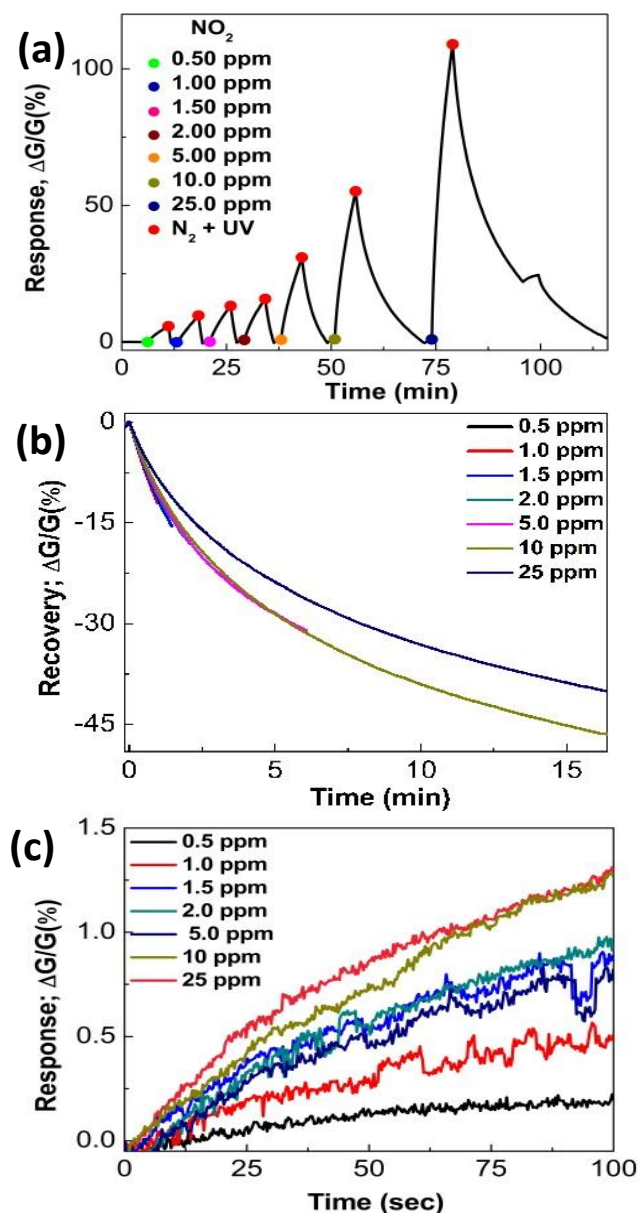 (a)
NO2
0.50 ppm
1.00 ppm
1.50 ppm
2.00 ppm
5.00 ppm
10.0 ppm
25.0 ppm
N2 + UV
Response, ΔG/G(%)
100
50
0
0 25 50 75 100
Time (min)
(b)
0.5 ppm
1.0 ppm
1.5 ppm
2.0 ppm
5.0 ppm
10 ppm
25 ppm
Recovery; ΔG/G(%)
0
-15
-30
-45
0 5 10 15
Time (min)
(c)
0.5 ppm
1.0 ppm
1.5 ppm
2.0 ppm
5.0 ppm
10 ppm
25 ppm
Response; ΔG/G(%)
1.5
1.0
0.5
0.0
0 25 50 75 100
Time (sec)